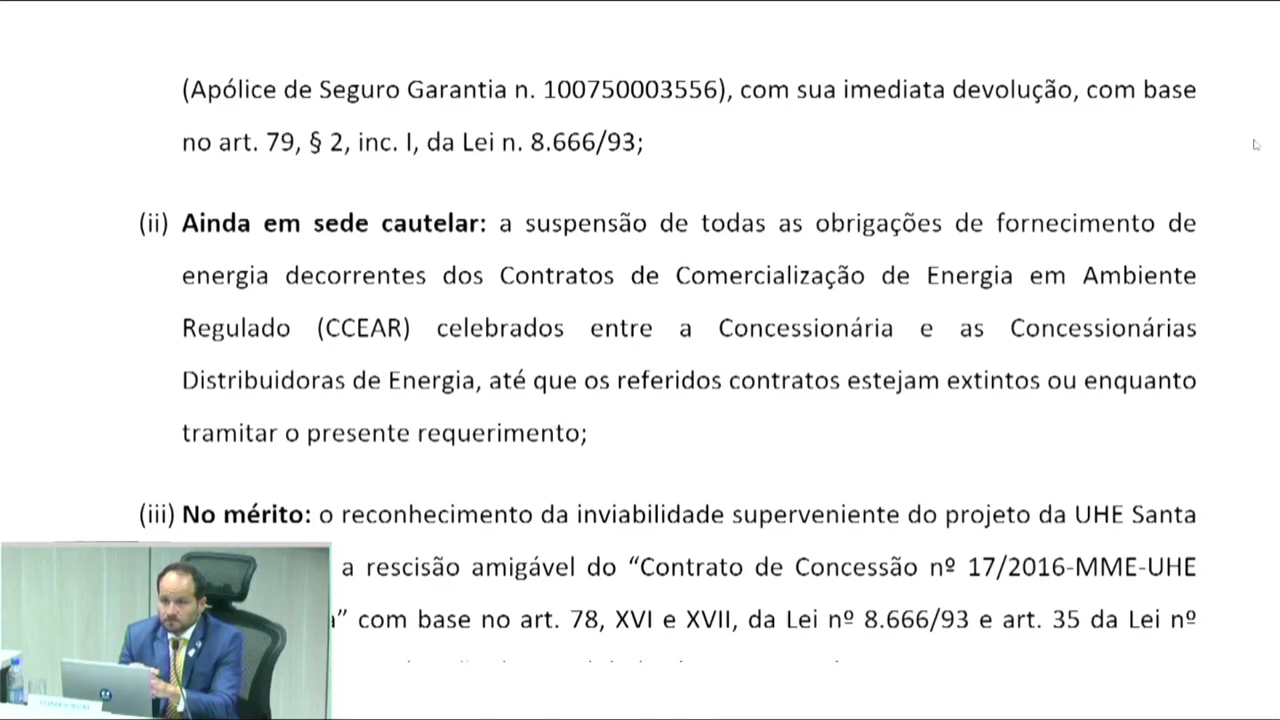 (Apólice de Seguro Garantia n. 100750003556), com sua imediata devolução, com base
no art. 79, § 2, inc. I, da Lei n. 8.666/93;
(ii) Ainda em sede cautelar: a suspensão de todas as obrigações de fornecimento de
energia decorrentes dos Contratos de Comercialização de Energia em Ambiente
Regulado (CCEAR) celebrados entre a Concessionária e as Concessionárias
Distribuidoras de Energia, até que os referidos contratos estejam extintos ou enquanto
tramitar o presente requerimento;
(iii) No mérito: o reconhecimento da inviabilidade superveniente do projeto da UHE Santa
a rescisão amigável do “Contrato de Concessão nº 17/2016-MME-UHE
” com base no art. 78, XVI e XVII, da Lei nº 8.666/93 e art. 35 da Lei nº